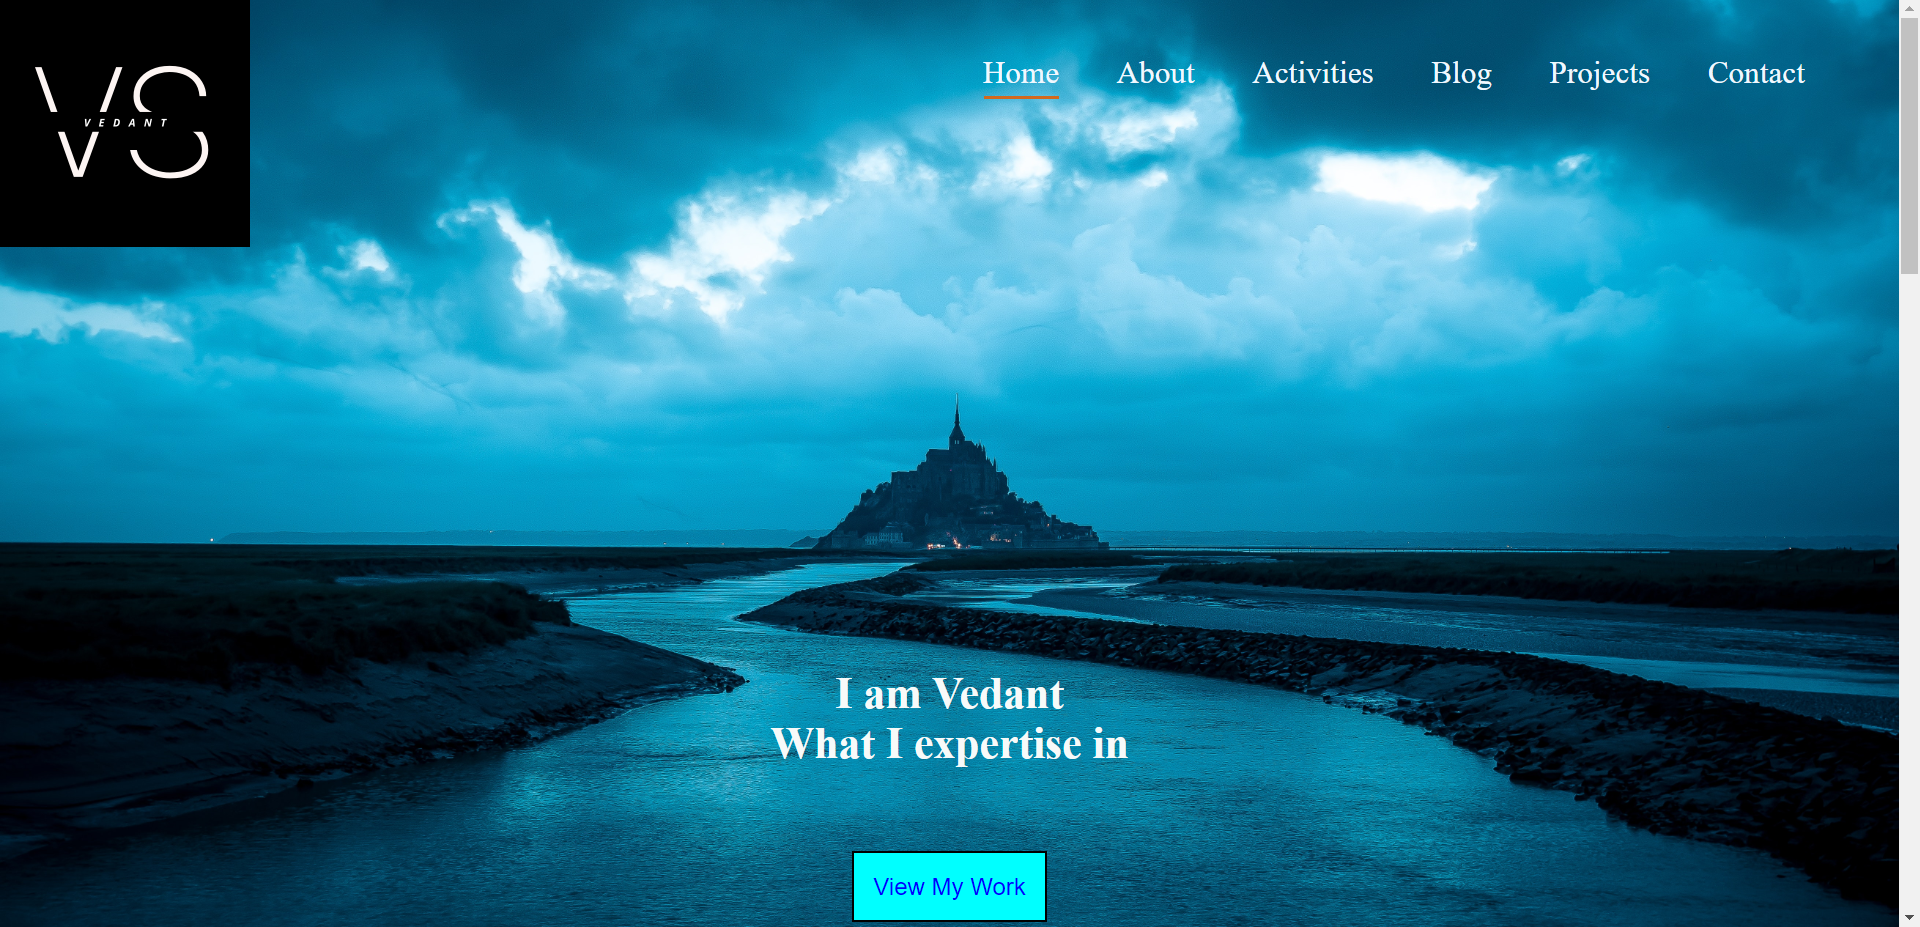 VS
VEDANT
Home About Activities Blog Projects Contact
I am Vedant
What I expertise in
View My Work